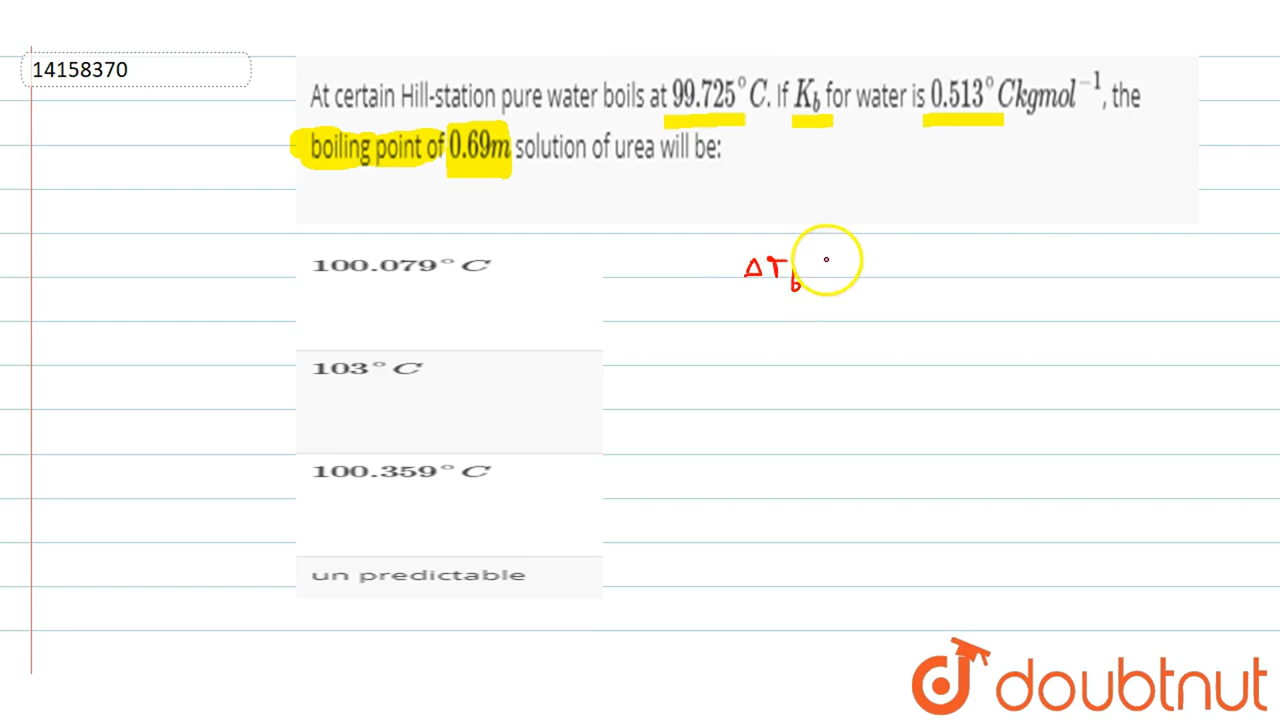 14158370
At certain Hill-station pure water boils at 99.725°C. If K_b for water is 0.513°Ckgmol⁻¹, the
boiling point of 0.69m solution of urea will be:
100.079°C
ΔT_b
103°C
100.359°C
un predictable
doubtnut